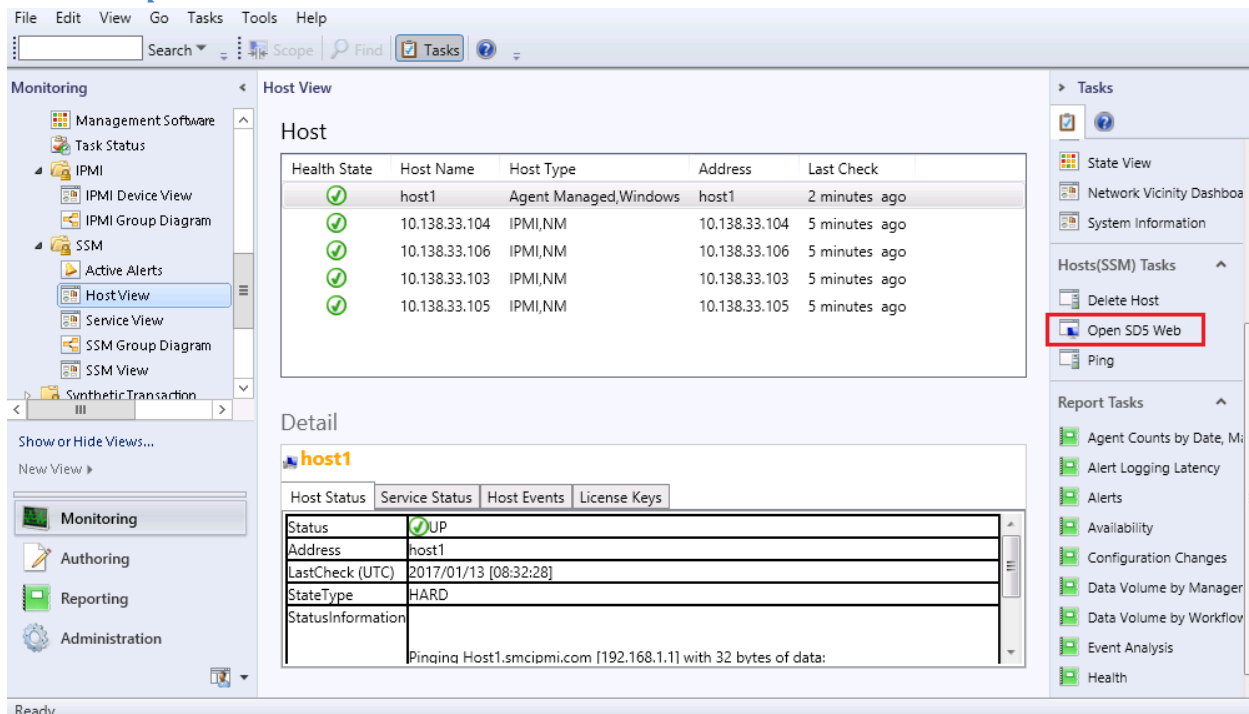 File Edit View Go Tasks Tools Help
Search Scope Find Tasks
Monitoring
Management Software
Task Status
IPMI
IPMI Device View
IPMI Group Diagram
SSM
Active Alerts
Host View
Service View
SSM Group Diagram
SSM View
Synthetic Transaction
Show or Hide Views...
New View
Monitoring
Authoring
Reporting
Administration
Ready
Host View
Host
Health State Host Name Host Type Address Last Check
host1 Agent Managed,Windows host1 2 minutes ago
10.138.33.104 IPMI,NM 10.138.33.104 5 minutes ago
10.138.33.106 IPMI,NM 10.138.33.106 5 minutes ago
10.138.33.103 IPMI,NM 10.138.33.103 5 minutes ago
10.138.33.105 IPMI,NM 10.138.33.105 5 minutes ago
Detail
host1
Host Status Service Status Host Events License Keys
Status UP
Address host1
LastCheck (UTC) 2017/01/13 [08:32:28]
StateType HARD
StatusInformation
Pinging Host1.smcipmi.com [192.168.1.1] with 32 bytes of data:
Tasks
State View
Network Vicinity Dashboa
System Information
Hosts(SSM) Tasks
Delete Host
Open SD5 Web
Ping
Report Tasks
Agent Counts by Date, Ma
Alert Logging Latency
Alerts
Availability
Configuration Changes
Data Volume by Manager
Data Volume by Workflow
Event Analysis
Health